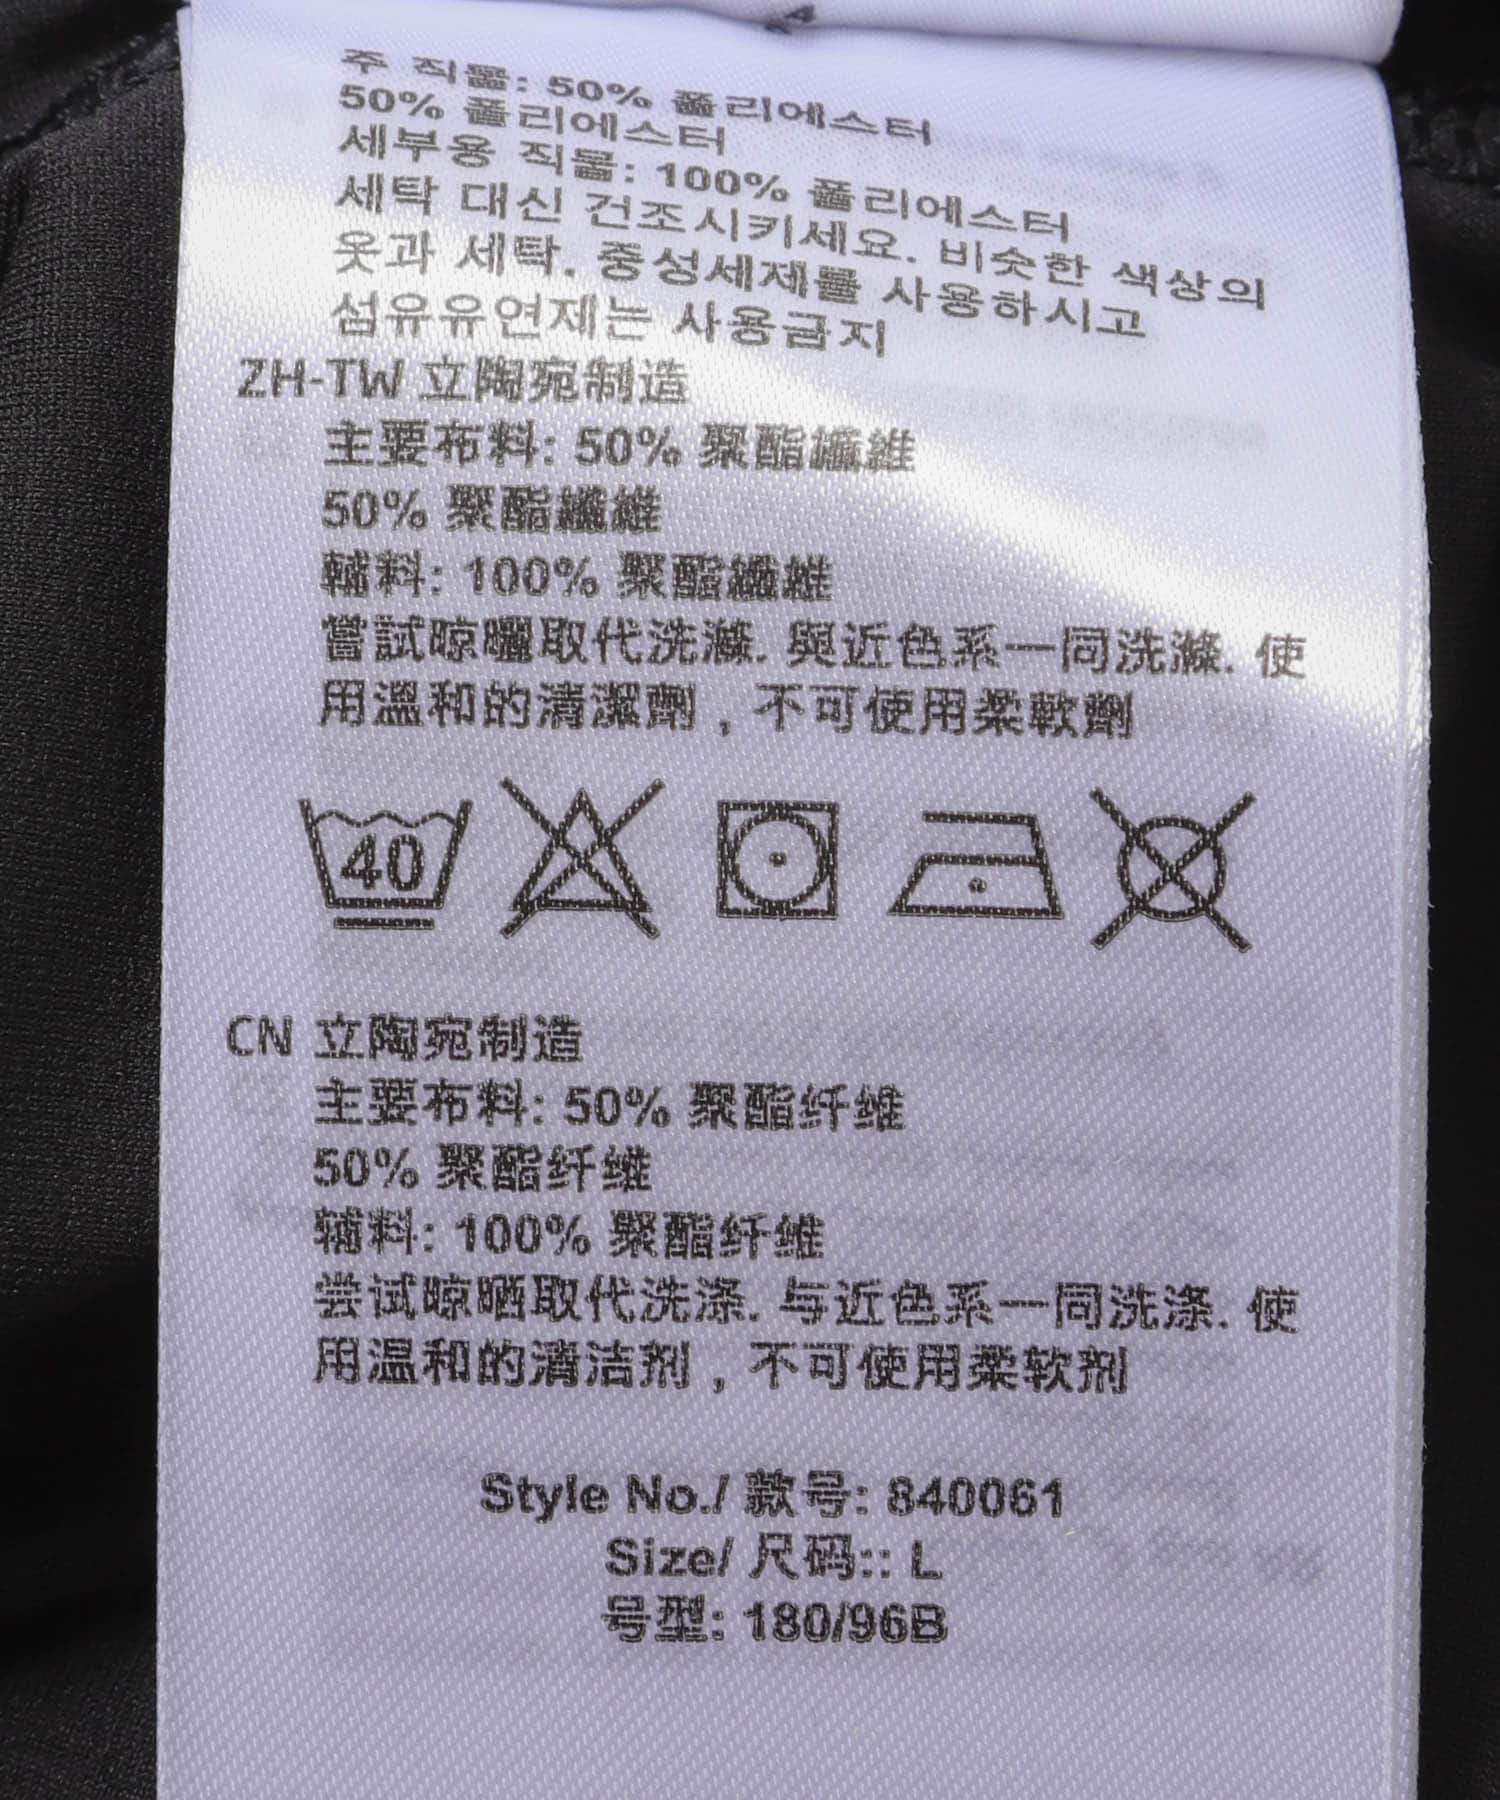 주 직물: 50% 폴리에스터
50% 폴리에스터
세부용 직물: 100% 폴리에스터
세탁 대신 건조시키세요. 비슷한 색상의
옷과 세탁. 중성세제를 사용하시고
섬유유연제는 사용금지
ZH-TW 立陶宛制造
主要布料: 50% 聚酯纖維
50% 聚酯纖維
輔料: 100% 聚酯纖維
嘗試晾曬取代洗滌. 與近色系一同洗滌. 使
用溫和的清潔劑 , 不可使用柔軟劑
40
CN 立陶宛制造
主要布料: 50% 聚酯纤维
50% 聚酯纤维
辅料: 100% 聚酯纤维
尝试晾晒取代洗涤. 与近色系一同洗涤. 使
用温和的清洁剂 , 不可使用柔软剂
Style No./ 款号: 840061
Size/ 尺码:: L
号型: 180/96B